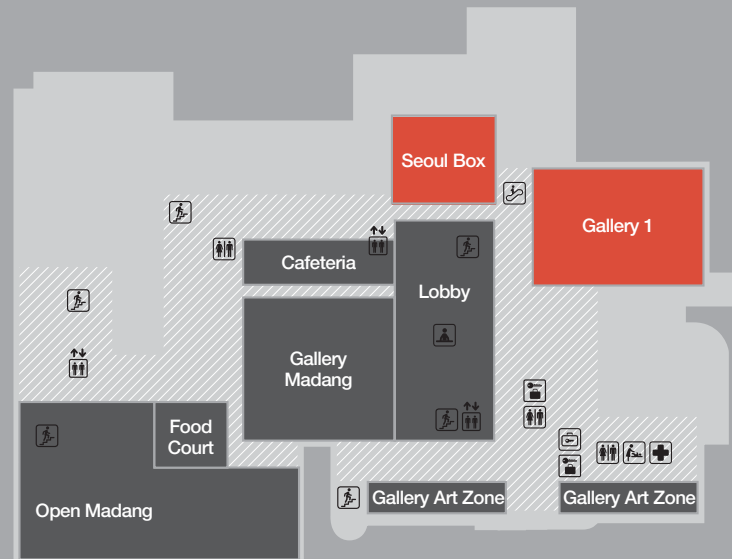 Seoul Box
Gallery 1
Cafeteria
Lobby
Gallery
Madang
Food
Court
Open Madang
Gallery Art Zone
Gallery Art Zone